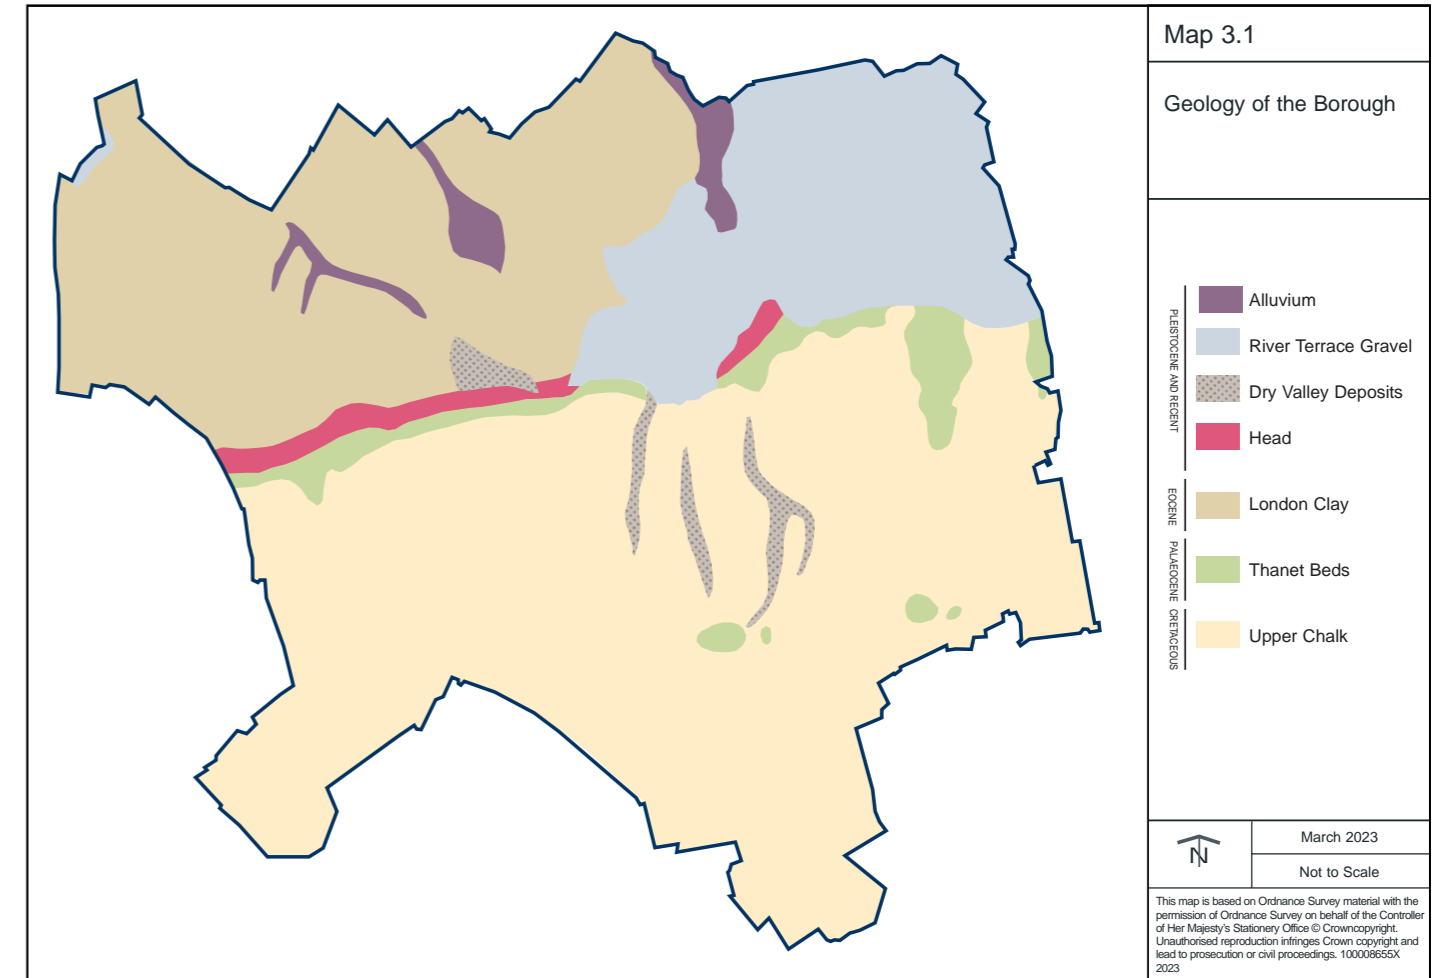 Map 3.1
Geology of the Borough
PLEISTOCENE AND RECENT
Alluvium
River Terrace Gravel
Dry Valley Deposits
Head
EOCENE
London Clay
PALAEOCENE
Thanet Beds
CRETACEOUS
Upper Chalk
N
March 2023
Not to Scale
This map is based on Ordnance Survey material with the
permission of Ordnance Survey on behalf of the Controller
of Her Majesty's Stationery Office © Crowncopyright.
Unauthorised reproduction infringes Crown copyright and
lead to prosecution or civil proceedings. 100008655X
2023